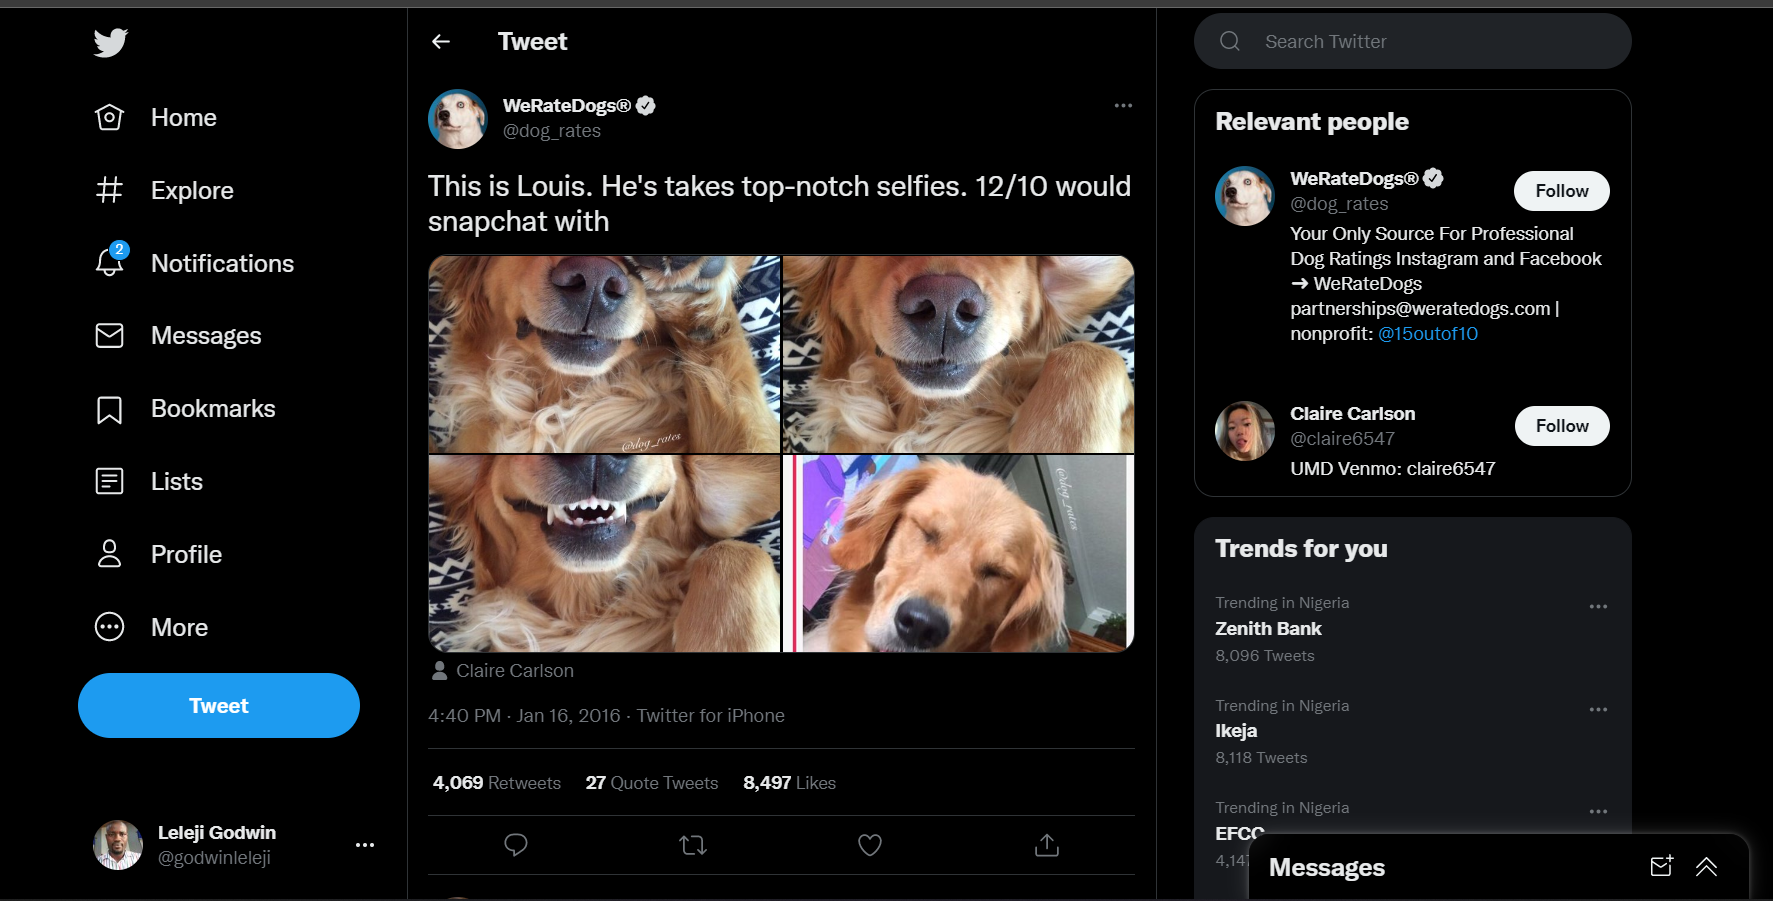 Home
Explore
2
Notifications
Messages
Bookmarks
Lists
Profile
More
Tweet
Leleji Godwin
@godwinleleji
Tweet
WeRateDogs®
@dog_rates
This is Louis. He's takes top-notch selfies. 12/10 would
snapchat with
@dog_rates
@dog_rates
Claire Carlson
4:40 PM · Jan 16, 2016 · Twitter for iPhone
4,069 Retweets 27 Quote Tweets 8,497 Likes
Search Twitter
Relevant people
WeRateDogs®
@dog_rates
Follow
Your Only Source For Professional
Dog Ratings Instagram and Facebook
➜ WeRateDogs
partnerships@weratedogs.com |
nonprofit: @15outof10
Claire Carlson
@claire6547
Follow
UMD Venmo: claire6547
Trends for you
Trending in Nigeria
Zenith Bank
8,096 Tweets
Trending in Nigeria
Ikeja
8,118 Tweets
Trending in Nigeria
EFCC
Messages